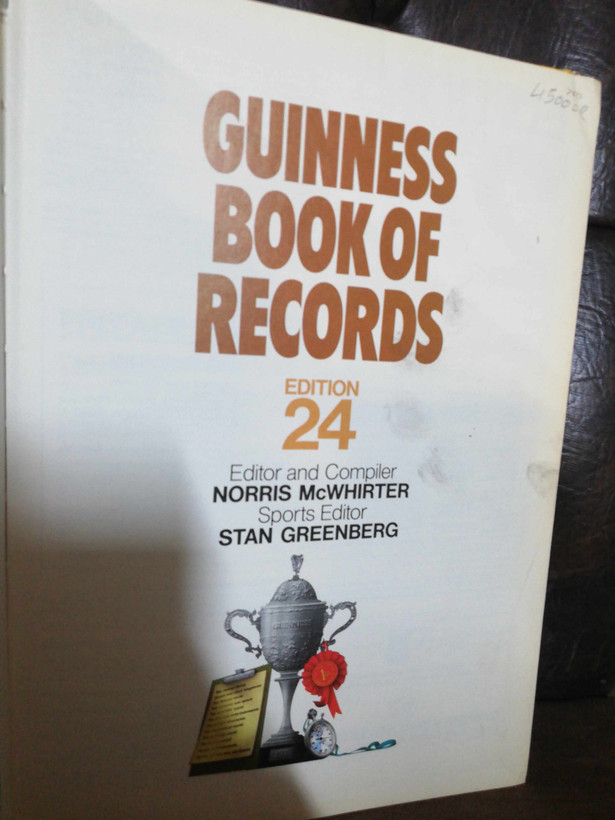 GUINNESS
BOOK OF
RECORDS
EDITION
24
Editor and Compiler
NORRIS McWHIRTER
Sports Editor
STAN GREENBERG